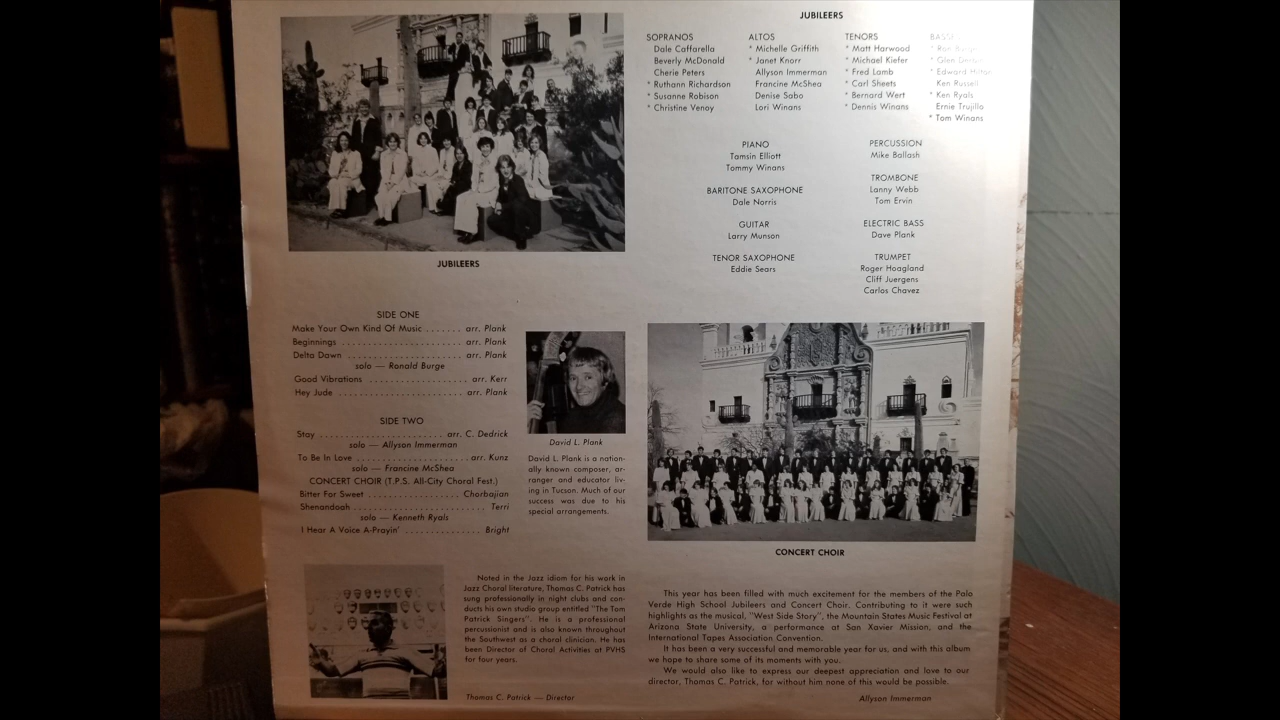 JUBILEERS
SOPRANOS
Dale Caffarella
Beverly McDonald
Cherie Peters
* Ruthann Richardson
* Susanne Robison
* Christine Venoy
ALTOS
* Michelle Griffith
* Janet Knorr
Allyson Immerman
Francine McShea
Denise Sabo
Lori Winans
TENORS
* Matt Harwood
* Michael Kiefer
* Fred Lamb
* Carl Sheets
* Bernard Wert
* Dennis Winans
* Ron
* Glen
* Edward
Ken Russell
* Ken Ryals
Ernie Trujillo
* Tom Winans
PIANO
Tamsin Elliott
Tommy Winans
BARITONE SAXOPHONE
Dale Norris
GUITAR
Larry Munson
TENOR SAXOPHONE
Eddie Sears
PERCUSSION
Mike Ballash
TROMBONE
Lanny Webb
Tom Ervin
ELECTRIC BASS
Dave Plank
TRUMPET
Roger Hoagland
Cliff Juergens
Carlos Chavez
JUBILEERS
SIDE ONE
Make Your Own Kind Of Music ....... arr. Plank
Beginnings ........................ arr. Plank
Delta Dawn ........................ arr. Plank
solo — Ronald Burge
Good Vibrations .................... arr. Kerr
Hey Jude .......................... arr. Plank
SIDE TWO
Stay ........................ arr. C. Dedrick
solo — Allyson Immerman
To Be In Love ...................... arr. Kunz
solo — Francine McShea
CONCERT CHOIR (T.P.S. All-City Choral Fest.)
Bitter For Sweet .................. Chorbajian
Shenandoah ............................ Terri
solo — Kenneth Ryals
I Hear A Voice A-Prayin' .............. Bright
David L. Plank
David L. Plank is a nation-
ally known composer, ar-
ranger and educator liv-
ing in Tucson. Much of our
success was due to his
special arrangements.
CONCERT CHOIR
Noted in the Jazz idiom for his work in
Jazz Choral literature, Thomas C. Patrick has
sung professionally in night clubs and con-
ducts his own studio group entitled "The Tom
Patrick Singers". He is a professional
percussionist and is also known throughout
the Southwest as a choral clinician. He has
been Director of Choral Activities at PVHS
for four years.
Thomas C. Patrick — Director
This year has been filled with much excitement for the members of the Palo
Verde High School Jubileers and Concert Choir. Contributing to it were such
highlights as the musical, "West Side Story", the Mountain States Music Festival at
Arizona State University, a performance at San Xavier Mission, and the
International Tapes Association Convention.
It has been a very successful and memorable year for us, and with this album
we hope to share some of its moments with you.
We would also like to express our deepest appreciation and love to our
director, Thomas C. Patrick, for without him none of this would be possible.
Allyson Immerman